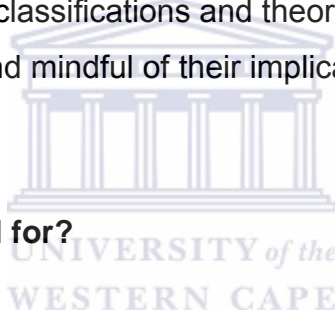 classifications and theor
nd mindful of their implica
for?
UNIVERSITY of the
WESTERN CAPE